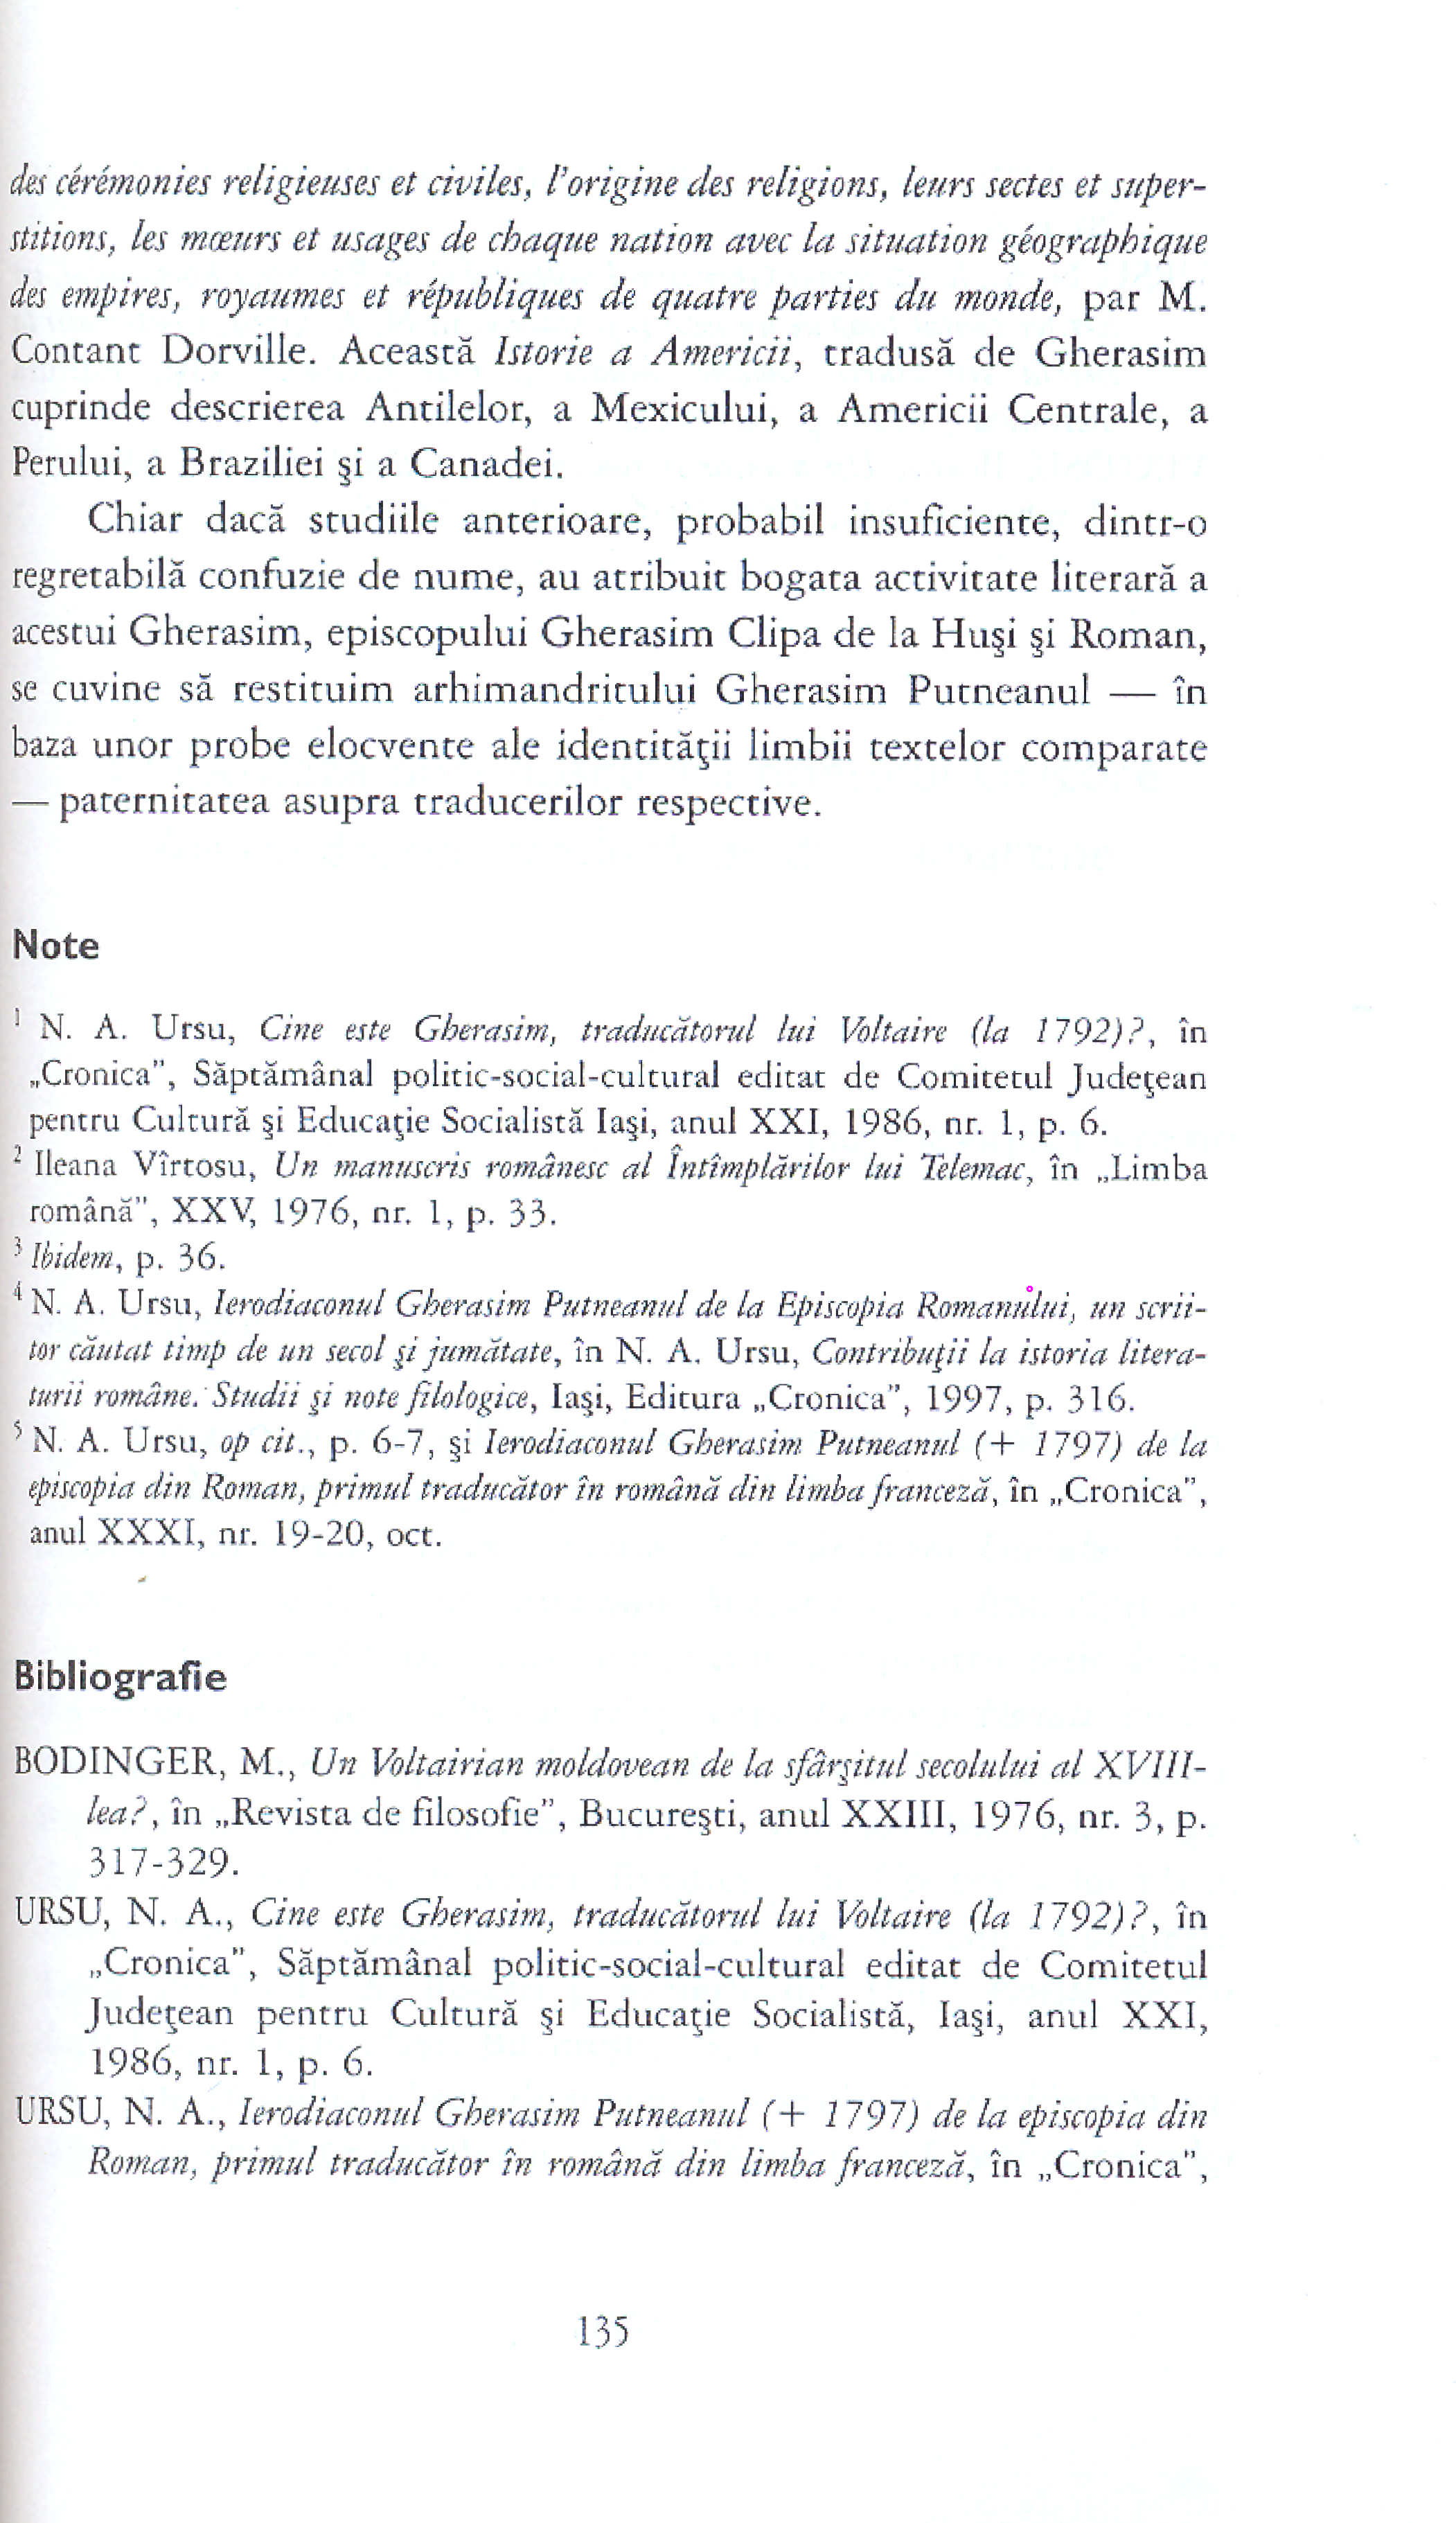 des cérémonies religieuses et civiles, l'origine des religions, leurs sectes et super-
stitions, les mœurs et usages de chaque nation avec la situation géographique
des empires, royaumes et républiques de quatre parties du monde, par M.
Contant Dorville. Această Istorie a Americii, tradusă de Gherasim
cuprinde descrierea Antilelor, a Mexicului, a Americii Centrale, a
Perului, a Braziliei şi a Canadei.
Chiar dacă studiile anterioare, probabil insuficiente, dintr-o
regretabilă confuzie de nume, au atribuit bogata activitate literară a
acestui Gherasim, episcopului Gherasim Clipa de la Huşi şi Roman,
se cuvine să restituim arhimandritului Gherasim Putneanul — în
baza unor probe elocvente ale identităţii limbii textelor comparate
— paternitatea asupra traducerilor respective.
Note
1 N. A. Ursu, Cine este Gherasim, traducătorul lui Voltaire (la 1792)?, în
„Cronica”, Săptămânal politic-social-cultural editat de Comitetul Judeţean
pentru Cultură şi Educaţie Socialistă Iaşi, anul XXI, 1986, nr. 1, p. 6.
2 Ileana Vîrtosu, Un manuscris românesc al Întîmplărilor lui Telemac, în „Limba
română”, XXV, 1976, nr. 1, p. 33.
3 Ibidem, p. 36.
4 N. A. Ursu, Ierodiaconul Gherasim Putneanul de la Episcopia Romanului, un scrii-
tor căutat timp de un secol şi jumătate, în N. A. Ursu, Contribuţii la istoria litera-
turii române. Studii şi note filologice, Iaşi, Editura „Cronica”, 1997, p. 316.
5 N. A. Ursu, op cit., p. 6-7, şi Ierodiaconul Gherasim Putneanul (+ 1797) de la
episcopia din Roman, primul traducător în română din limba franceză, în „Cronica”,
anul XXXI, nr. 19-20, oct.
Bibliografie
BODINGER, M., Un Voltairian moldovean de la sfârşitul secolului al XVIII-
lea?, în „Revista de filosofie”, Bucureşti, anul XXIII, 1976, nr. 3, p.
317-329.
URSU, N. A., Cine este Gherasim, traducătorul lui Voltaire (la 1792)?, în
„Cronica”, Săptămânal politic-social-cultural editat de Comitetul
Judeţean pentru Cultură şi Educaţie Socialistă, Iaşi, anul XXI,
1986, nr. 1, p. 6.
URSU, N. A., Ierodiaconul Gherasim Putneanul (+ 1797) de la episcopia din
Roman, primul traducător în română din limba franceză, în „Cronica”,
135